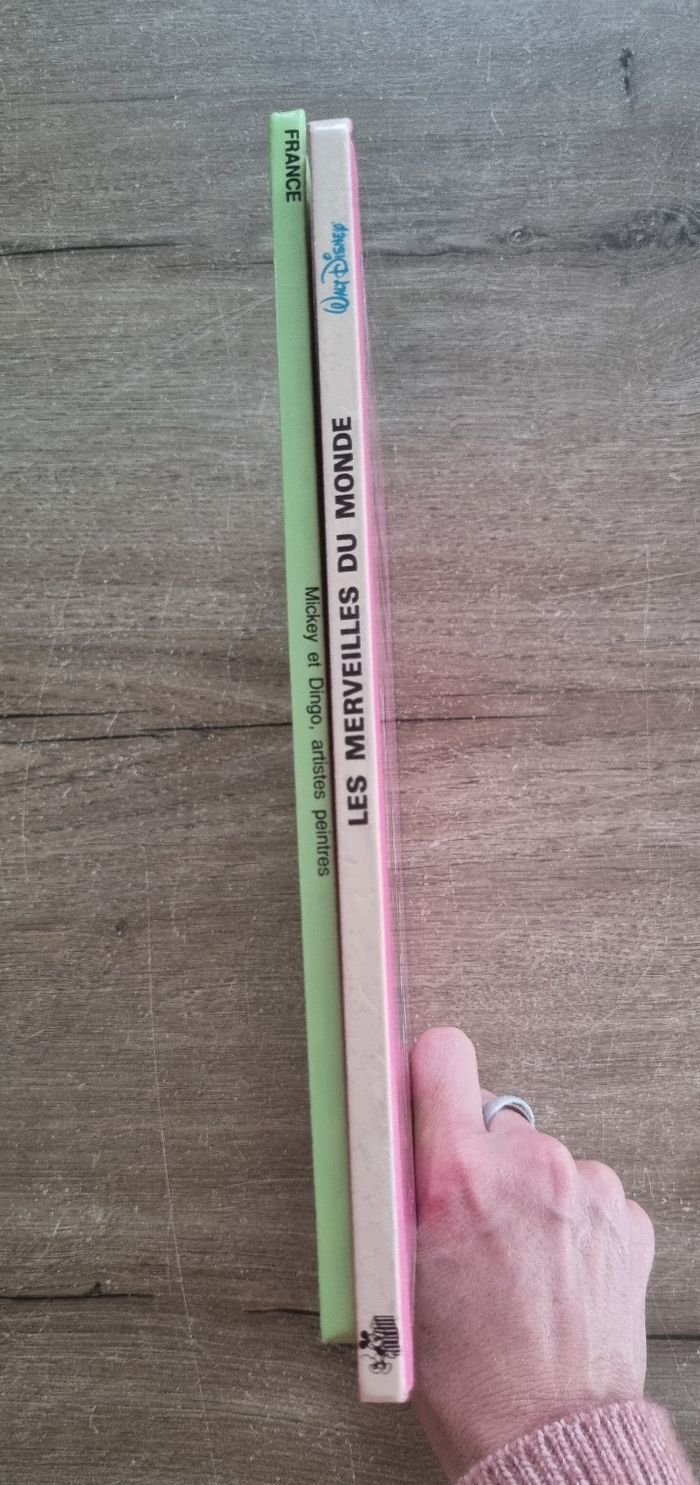 FRANCE
Mickey et Dingo, artistes peintres
LES MERVEILLES DU MONDE
WALT DISNEY